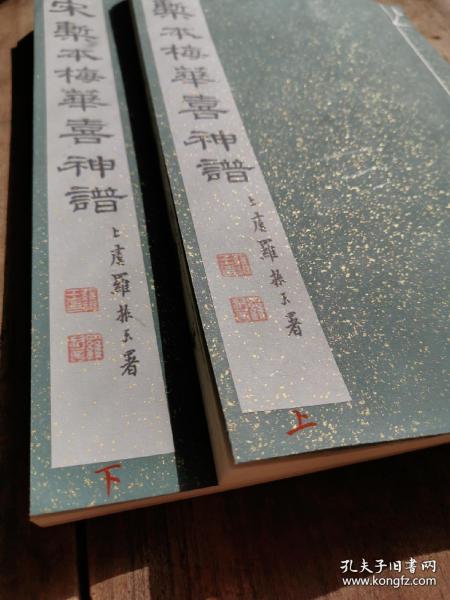 宋槧本梅華喜神譜
上虞羅振玉署
下
槧本梅華喜神譜
上虞羅振玉署
上
孔夫子旧书网
www.kongfz.com